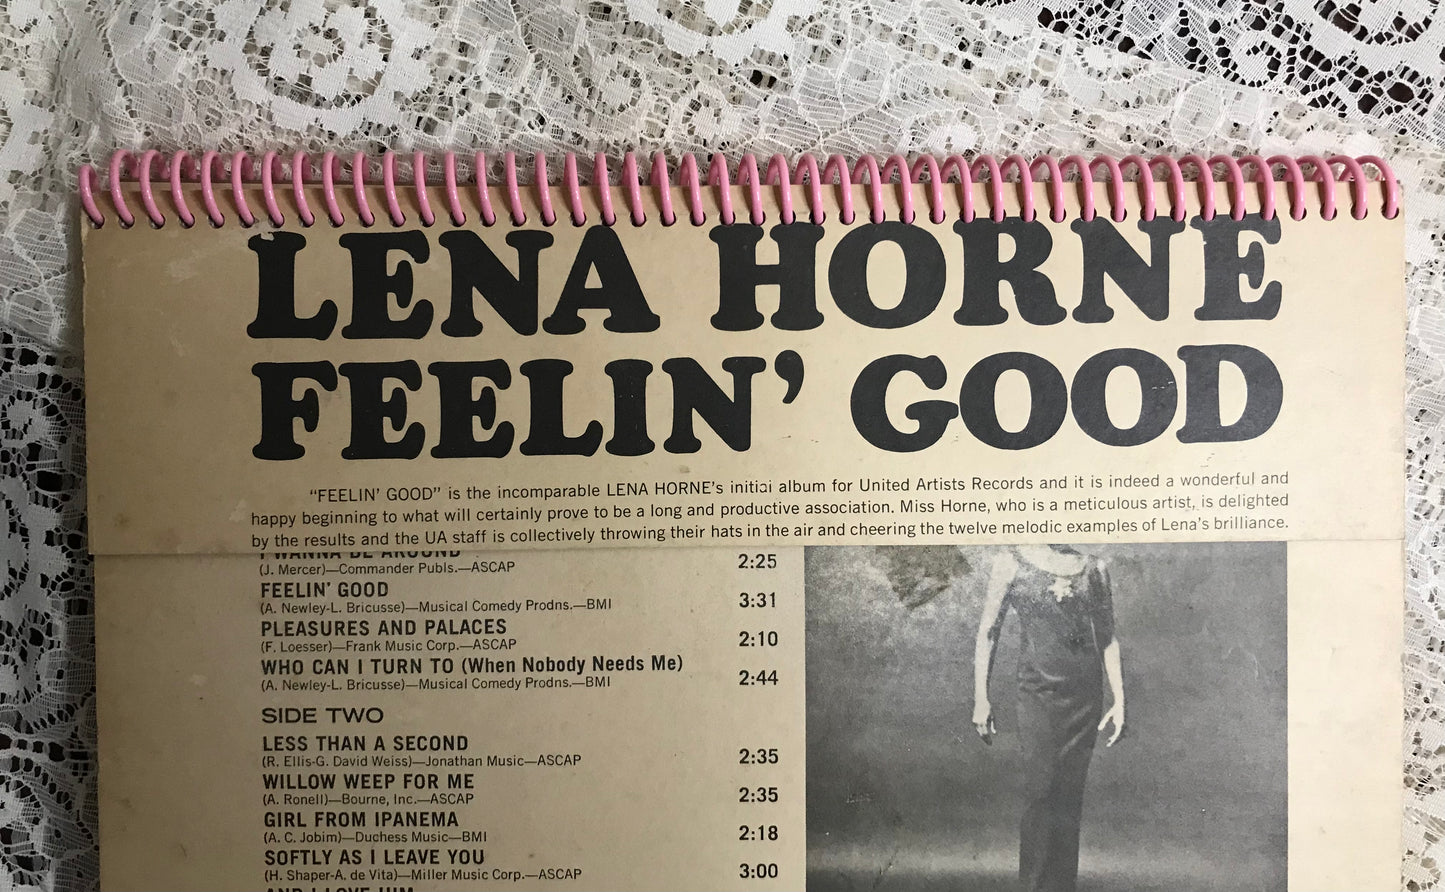 LENA HORNE
FEELIN' GOOD
"FEELIN' GOOD" is the incomparable LENA HORNE's initial album for United Artists Records and it is indeed a wonderful and
happy beginning to what will certainly prove to be a long and productive association. Miss Horne, who is a meticulous artist, is delighted
by the results and the UA staff is collectively throwing their hats in the air and cheering the twelve melodic examples of Lena's brilliance.
I WANNA BE AROUND
(J. Mercer)—Commander Publs.—ASCAP 2:25
FEELIN' GOOD
(A. Newley-L. Bricusse)—Musical Comedy Prodns.—BMI 3:31
PLEASURES AND PALACES
(F. Loesser)—Frank Music Corp.—ASCAP 2:10
WHO CAN I TURN TO (When Nobody Needs Me)
(A. Newley-L. Bricusse)—Musical Comedy Prodns.—BMI 2:44
SIDE TWO
LESS THAN A SECOND
(R. Ellis-G. David Weiss)—Jonathan Music—ASCAP 2:35
WILLOW WEEP FOR ME
(A. Ronell)—Bourne, Inc.—ASCAP 2:35
GIRL FROM IPANEMA
(A. C. Jobim)—Duchess Music—BMI 2:18
SOFTLY AS I LEAVE YOU
(H. Shaper-A. de Vita)—Miller Music Corp.—ASCAP 3:00
AND I LOVE HIM